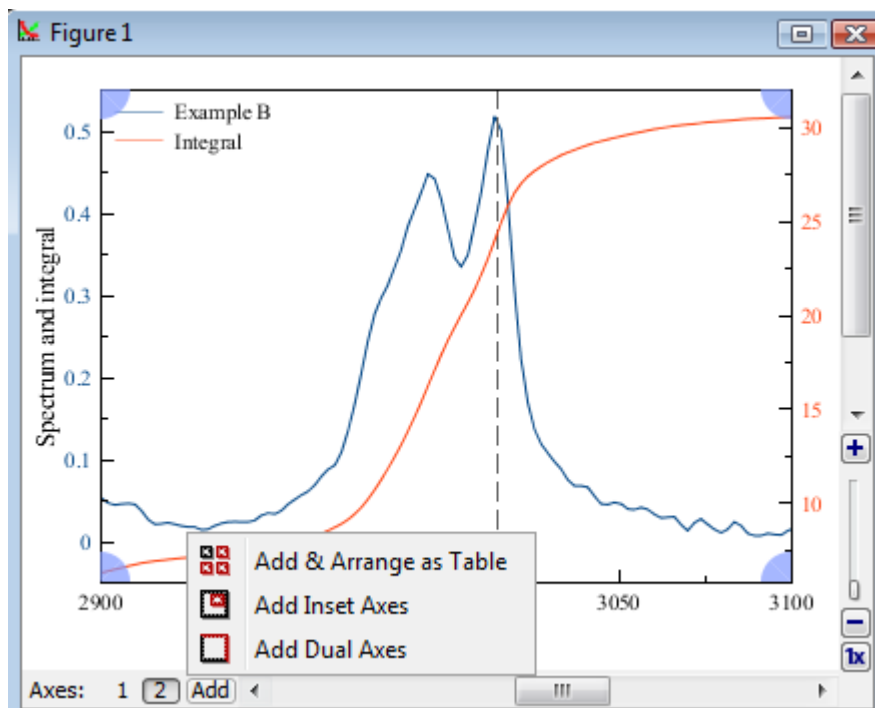 Figure 1
Example B
Integral
0.5
0.4
0.3
0.2
0.1
0
Spectrum and integral
30
25
20
15
10
2900
3050
3100
Add & Arrange as Table
Add Inset Axes
Add Dual Axes
1x
Axes: 1 2 Add